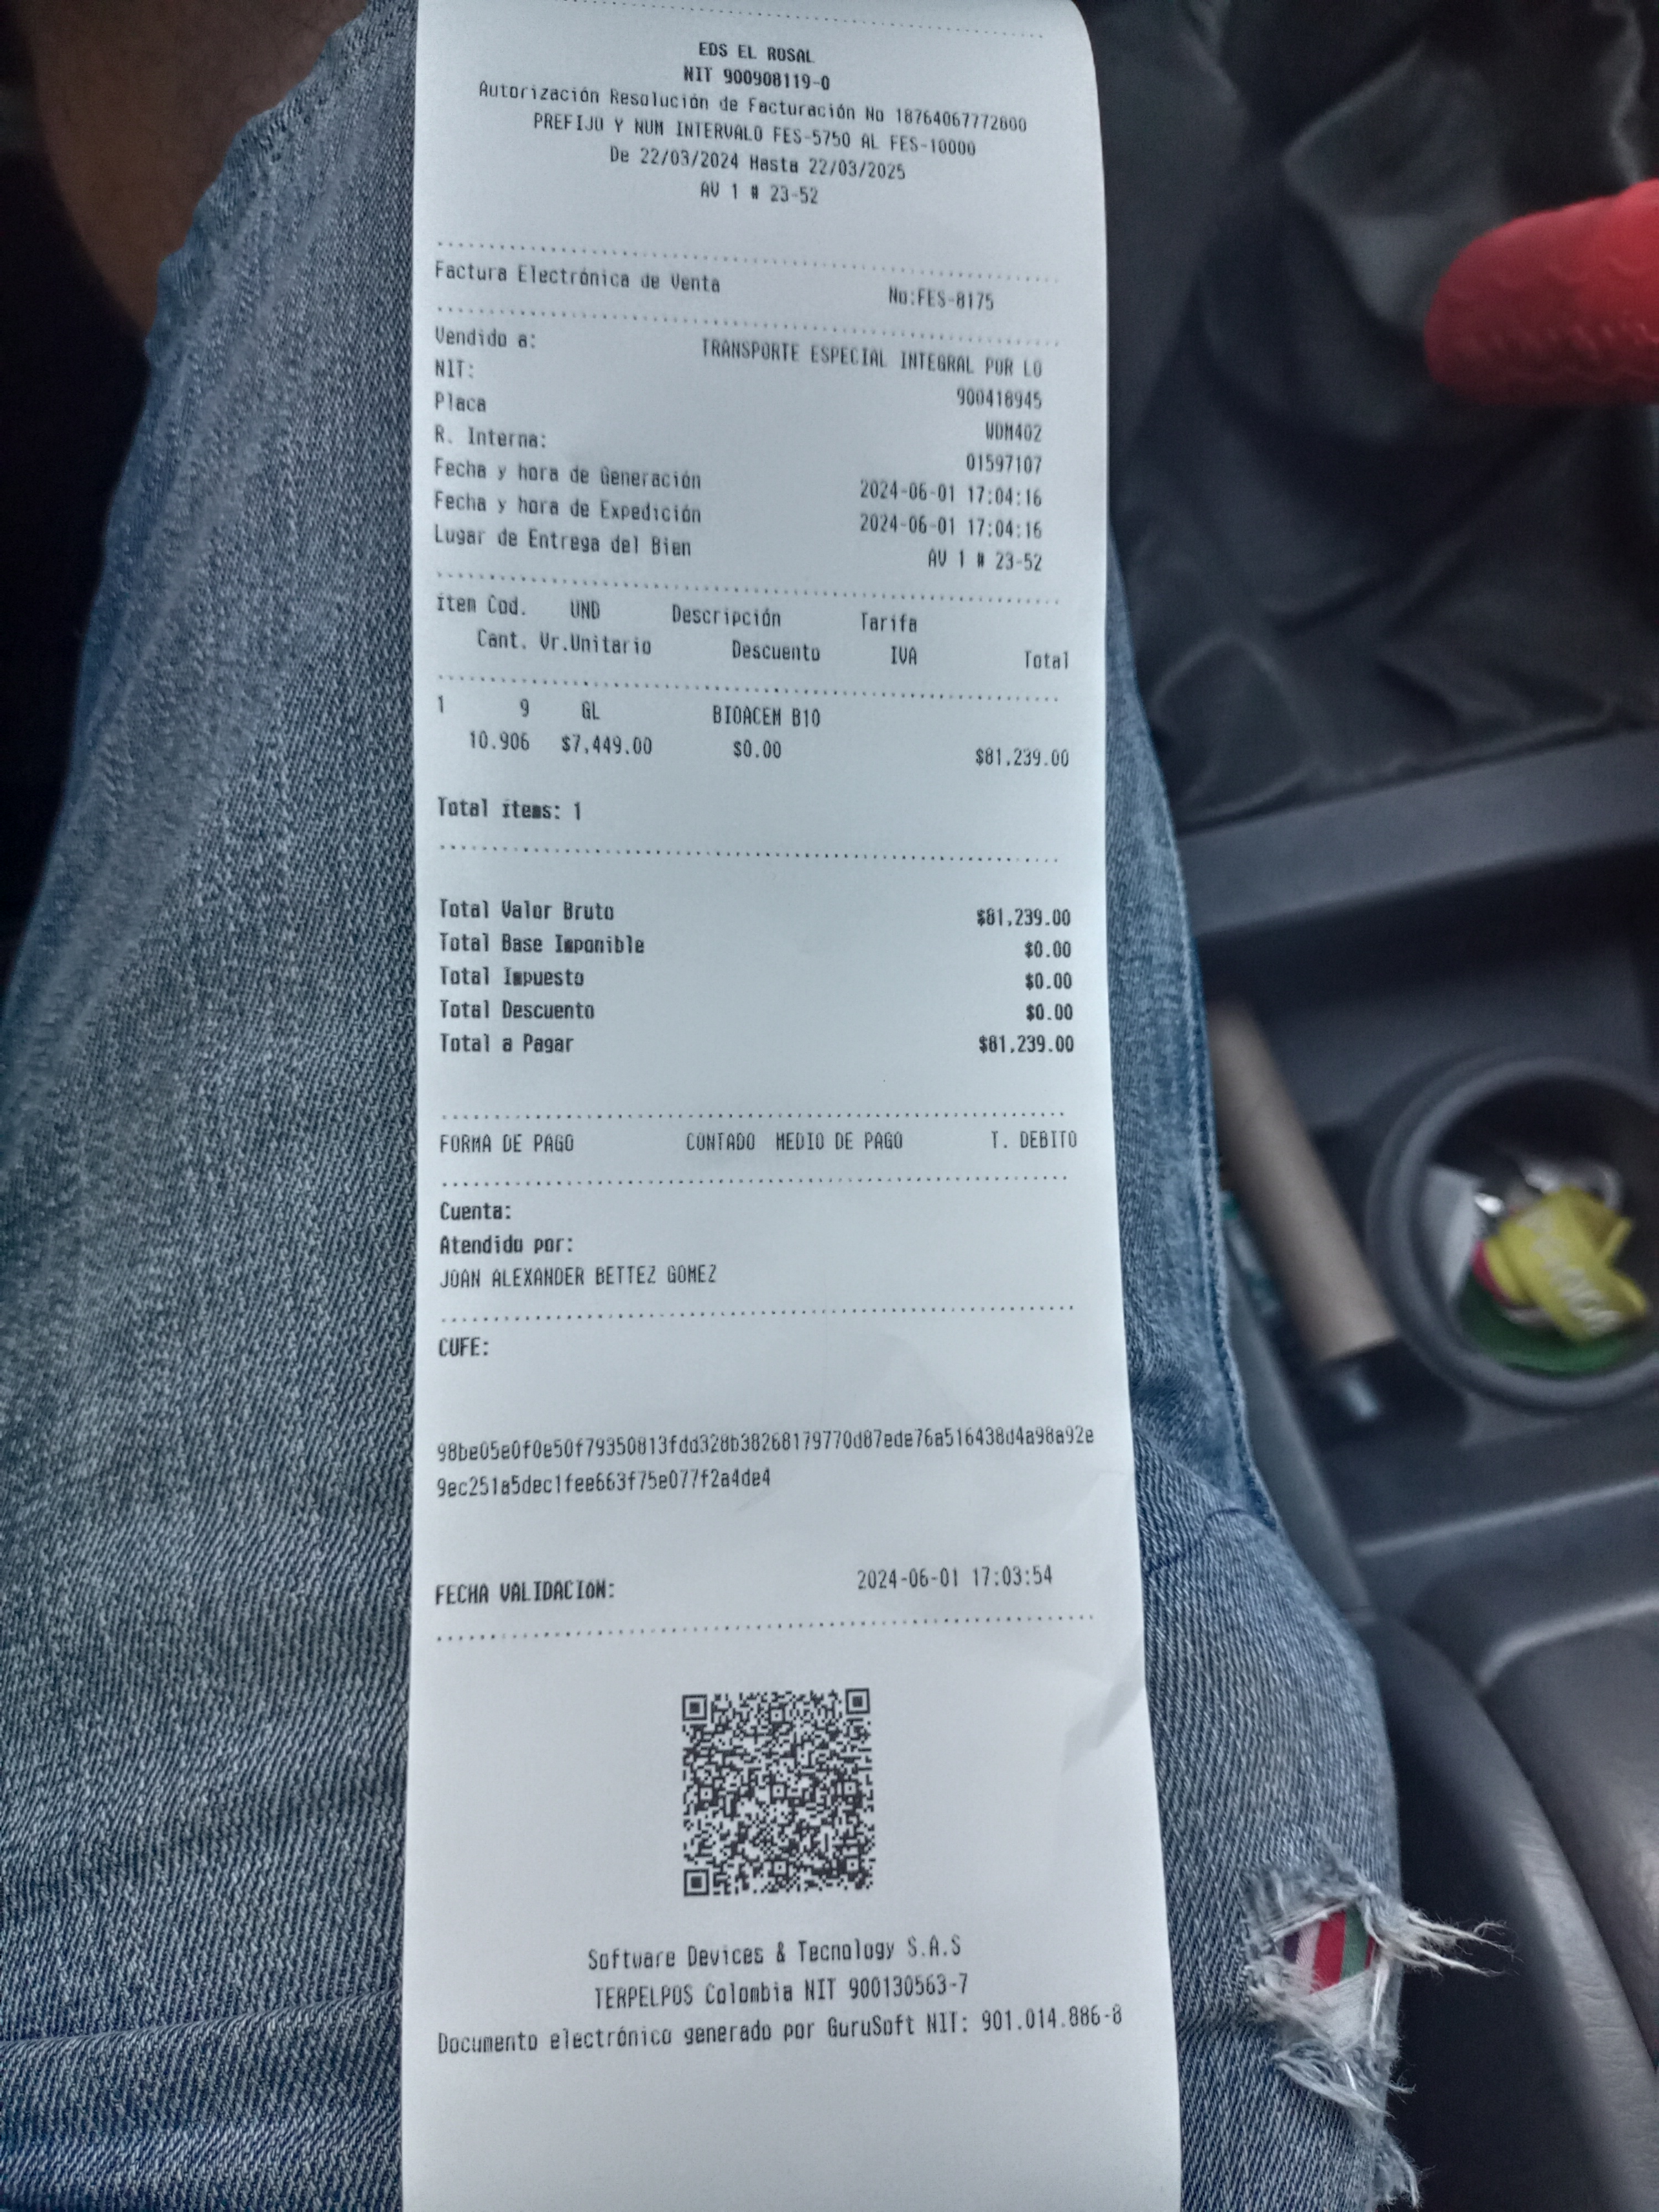 EDS EL ROSAL
NIT 900908119-0
Autorización Resolución de Facturación No 18764067772800
PREFIJO Y NUM INTERVALO FES-5750 AL FES-10000
De 22/03/2024 Hasta 22/03/2025
AV 1 # 23-52
Factura Electrónica de Venta No:FES-8175
Vendido a: TRANSPORTE ESPECIAL INTEGRAL POR LO
NIT: 900418945
Placa WDM402
R. Interna: 01597107
Fecha y hora de Generación 2024-06-01 17:04:16
Fecha y hora de Expedición 2024-06-01 17:04:16
Lugar de Entrega del Bien AV 1 # 23-52
ítem Cod. UND Descripción Tarifa
Cant. Vr.Unitario Descuento IVA Total
1 9 GL BIOACEM B10
10.906 $7,449.00 $0.00 $81,239.00
Total ítems: 1
Total Valor Bruto $81,239.00
Total Base Imponible $0.00
Total Impuesto $0.00
Total Descuento $0.00
Total a Pagar $81,239.00
FORMA DE PAGO CONTADO MEDIO DE PAGO T. DEBITO
Cuenta:
Atendido por:
JOAN ALEXANDER BETTEZ GOMEZ
CUFE:
98be05e0f0e50f79350813fdd328b38268179770d87ede76a516438d4a98a92e
9ec251a5dec1fee663f75e077f2a4de4
FECHA VALIDACIóN: 2024-06-01 17:03:54
Software Devices & Tecnology S.A.S
TERPELPOS Colombia NIT 900130563-7
Documento electrónico generado por GuruSoft NIT: 901.014.886-8